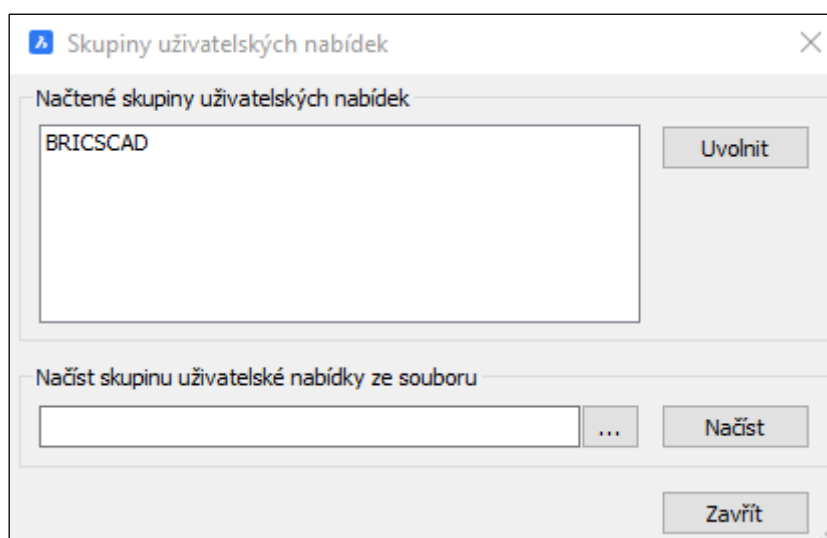 Skupiny uživatelských nabídek
Načtené skupiny uživatelských nabídek
BRICSCAD
Uvolnit
Načíst skupinu uživatelské nabídky ze souboru
...
Načíst
Zavřít